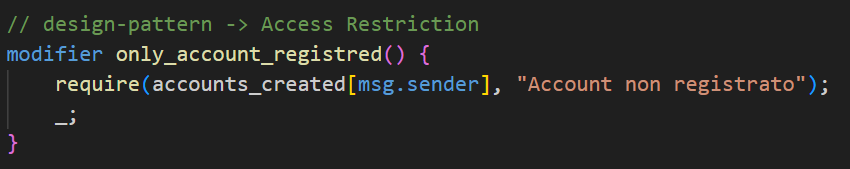 // design-pattern -> Access Restriction
modifier only_account_registred() {
    require(accounts_created[msg.sender], "Account non registrato");
    _;
}